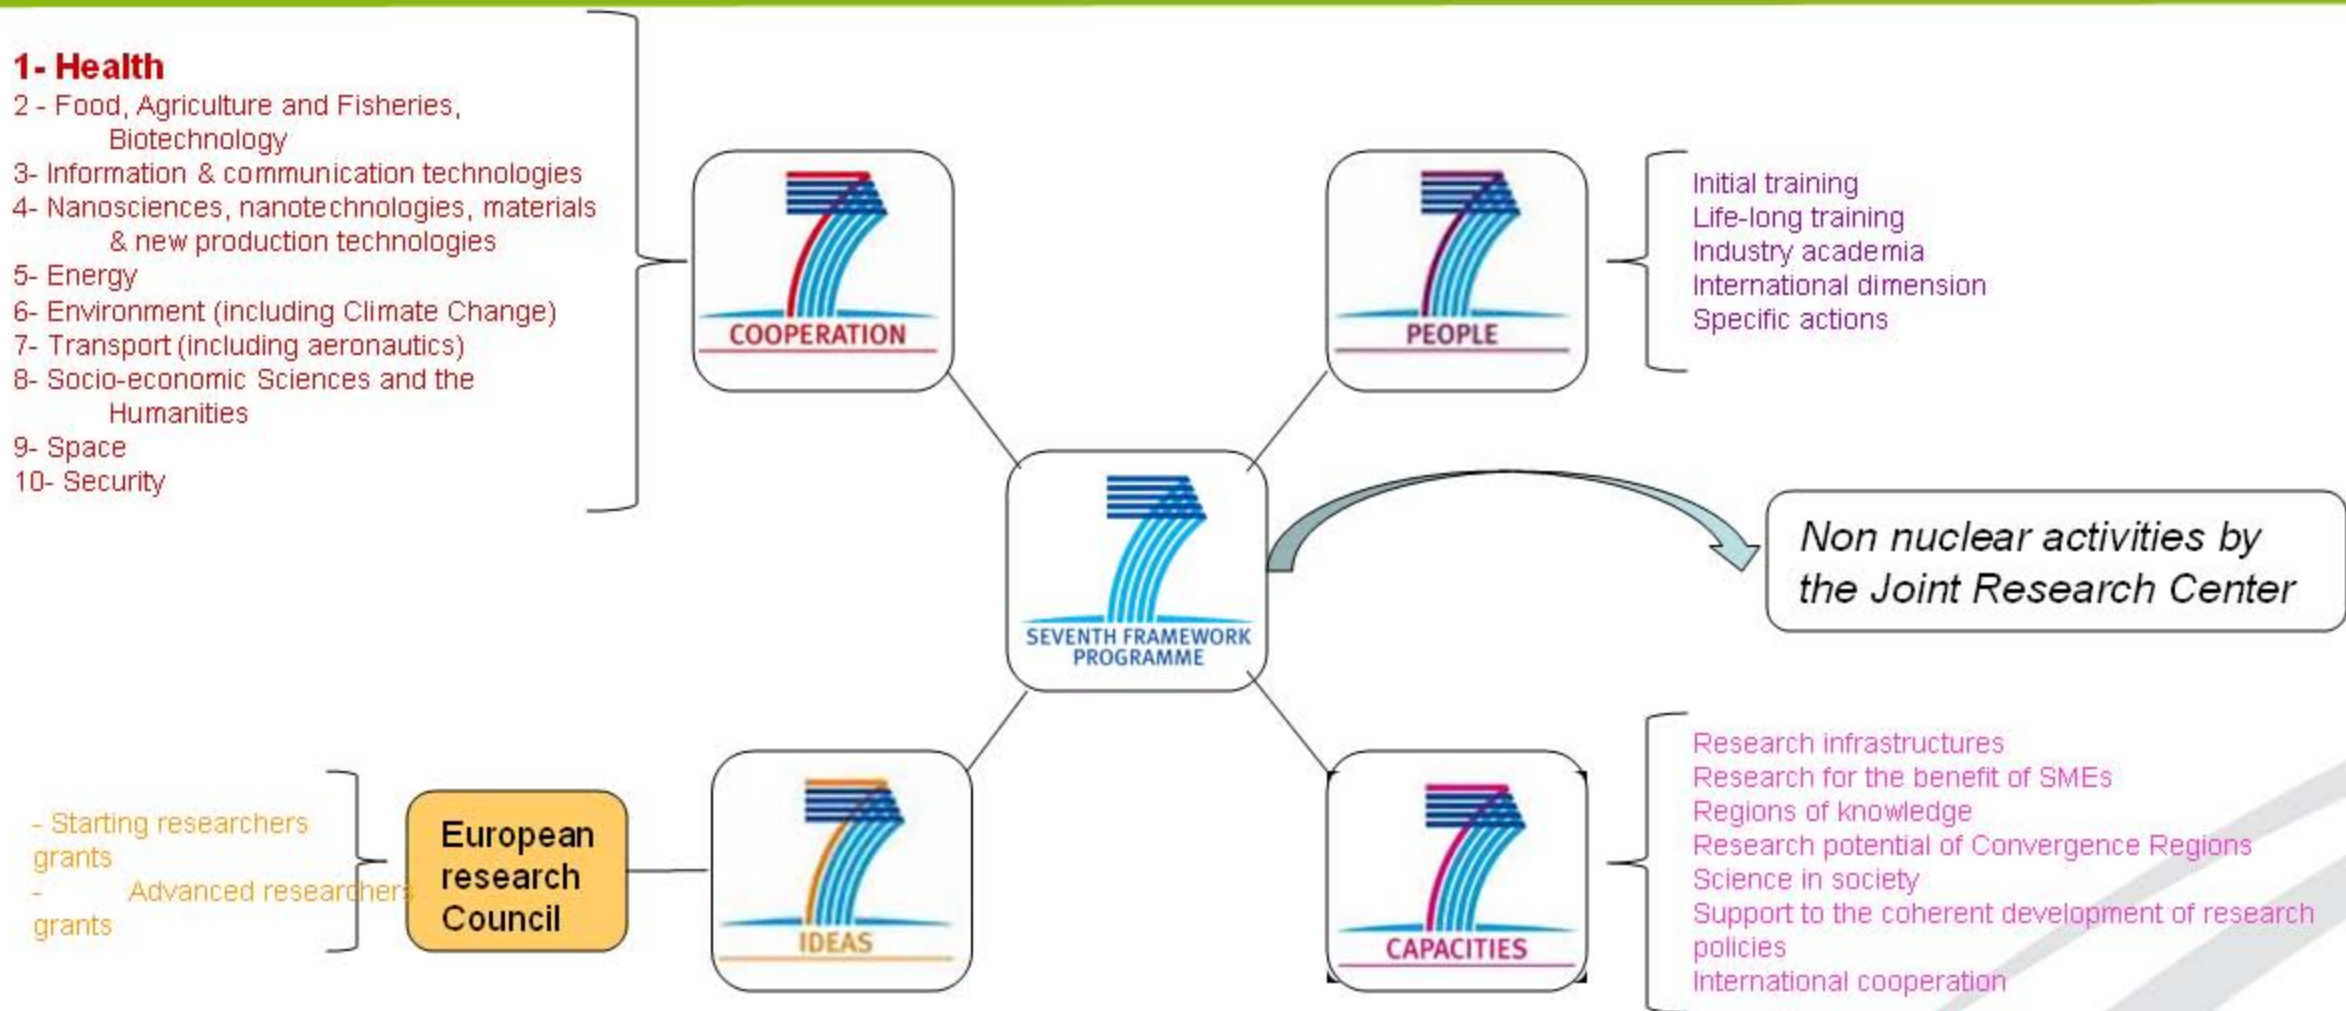 1- Health
2 - Food, Agriculture and Fisheries,
Biotechnology
3- Information & communication technologies
4- Nanosciences, nanotechnologies, materials
& new production technologies
5- Energy
6- Environment (including Climate Change)
7- Transport (including aeronautics)
8- Socio-economic Sciences and the
Humanities
9- Space
10- Security
COOPERATION
PEOPLE
Initial training
Life-long training
Industry academia
International dimension
Specific actions
SEVENTH FRAMEWORK
PROGRAMME
Non nuclear activities by
the Joint Research Center
- Starting researchers
grants
- Advanced researchers
grants
European
research
Council
IDEAS
CAPACITIES
Research infrastructures
Research for the benefit of SMEs
Regions of knowledge
Research potential of Convergence Regions
Science in society
Support to the coherent development of research
policies
International cooperation